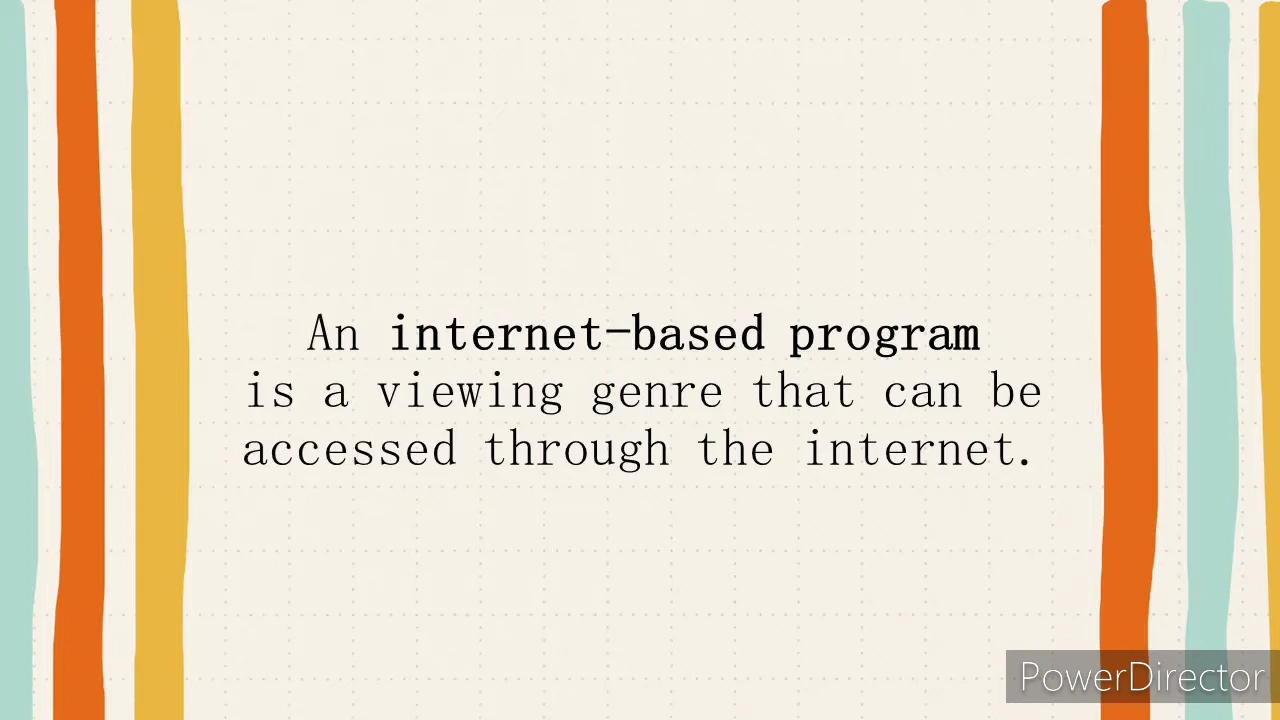 An internet-based program
is a viewing genre that can be
accessed through the internet.
PowerDirector